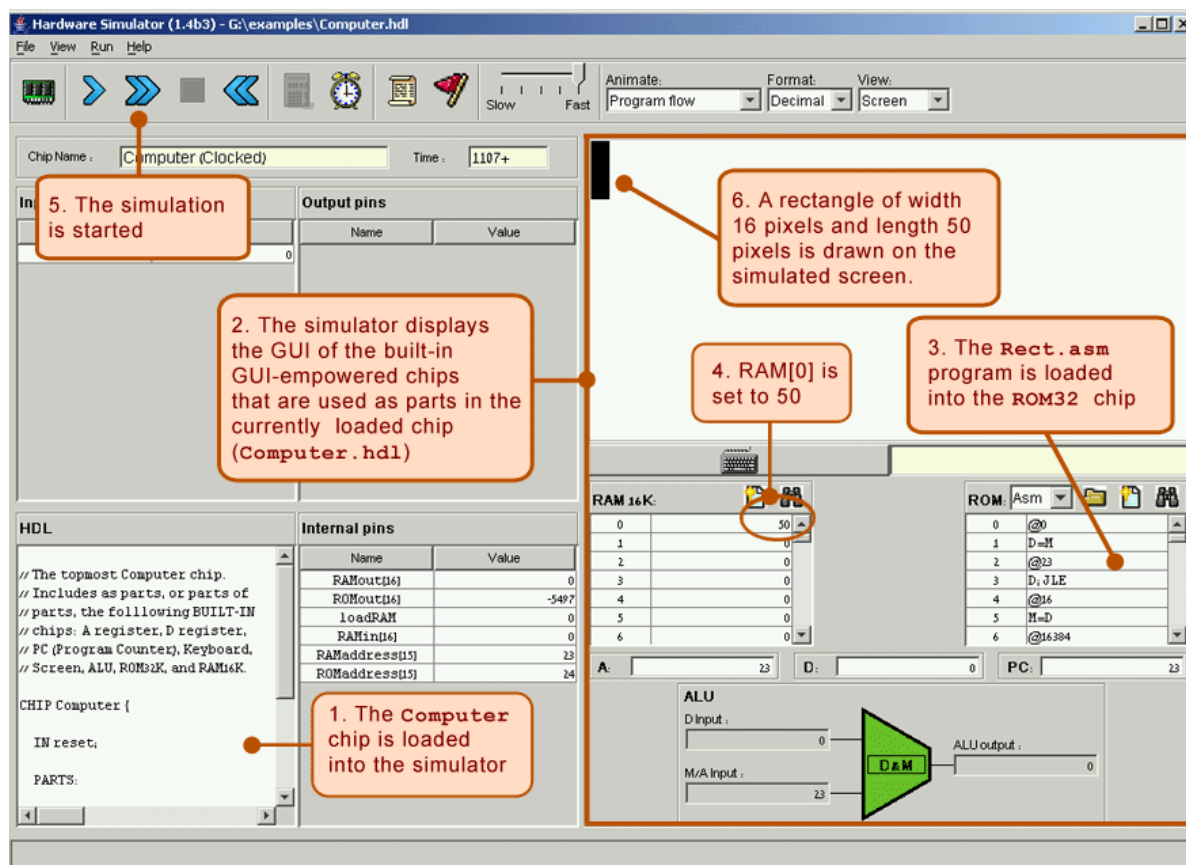 Hardware Simulator (1.4b3) - G:\examples\Computer.hdl
File View Run Help
Slow Fast
Animate:
Program flow
Format:
Decimal
View:
Screen
Chip Name :
Computer (Clocked)
Time :
1107+
5. The simulation
is started
0
Output pins
Name Value
6. A rectangle of width
16 pixels and length 50
pixels is drawn on the
simulated screen.
2. The simulator displays
the GUI of the built-in
GUI-empowered chips
that are used as parts in the
currently loaded chip
(Computer.hdl)
4. RAM[0] is
set to 50
3. The Rect.asm
program is loaded
into the ROM32 chip
RAM 16K:
0 50
1 0
2 0
3 0
4 0
5 0
6 0
ROM: Asm
0 @0
1 D=M
2 @23
3 D;JLE
4 @16
5 M=D
6 @16384
HDL
// The topmost Computer chip.
// Includes as parts, or parts of
// parts, the folllowing BUILT-IN
// chips: A register, D register,
// PC (Program Counter), Keyboard,
// Screen, ALU, ROM32K, and RAM16K.
CHIP Computer {
IN reset;
PARTS:
Internal pins
Name Value
RAMout[16] 0
ROMout[16] -5497
loadRAM 0
RAMin[16] 0
RAMaddress[15] 23
ROMaddress[15] 24
1. The Computer
chip is loaded
into the simulator
A: 23
D: 0
PC: 23
ALU
D Input :
0
M/A Input :
23
D&M
ALU output :
0